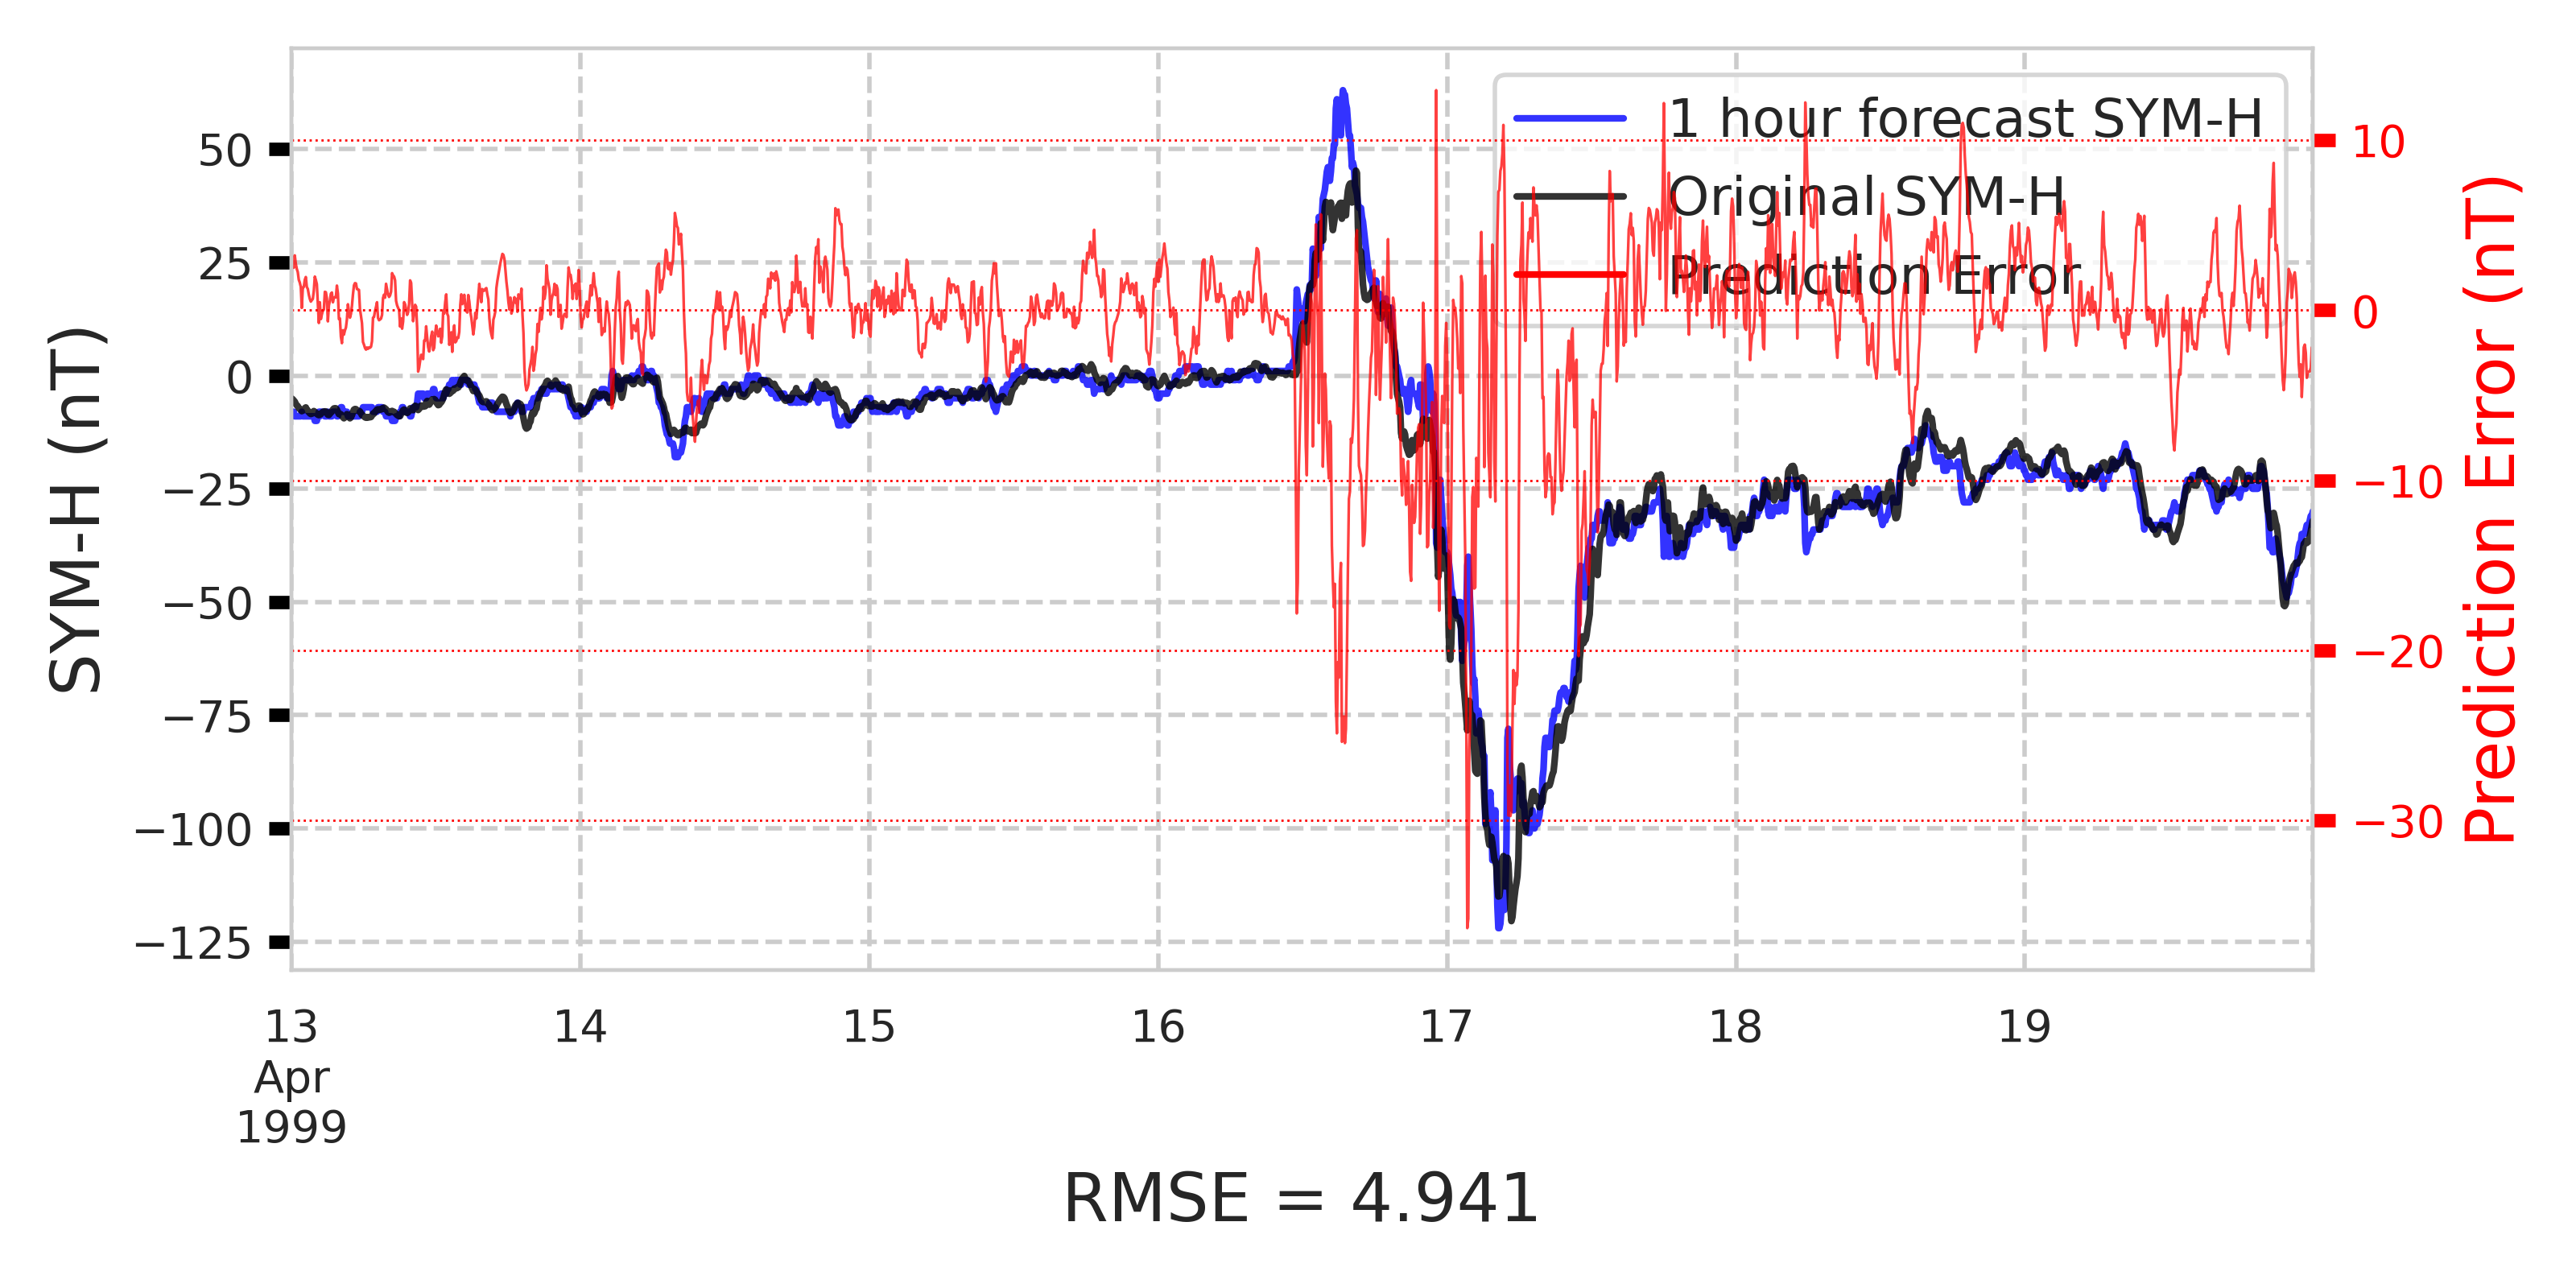 1 hour forecast SYM-H
Original SYM-H
Prediction Error
SYM-H (nT)
50
25
0
−25
−50
−75
−100
−125
10
0
−10
−20
−30
Prediction Error (nT)
13 14 15 16 17 18 19
Apr
1999
RMSE = 4.941